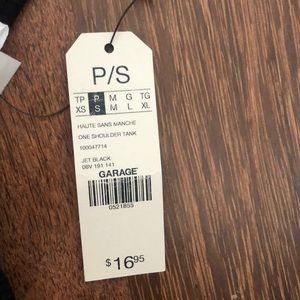 P/S
TP P M G TG
XS S M L XL
HAUTE SANS MANCHE
ONE SHOULDER TANK
100047714
JET BLACK
08V 191 141
GARAGE
0521855
$16.95